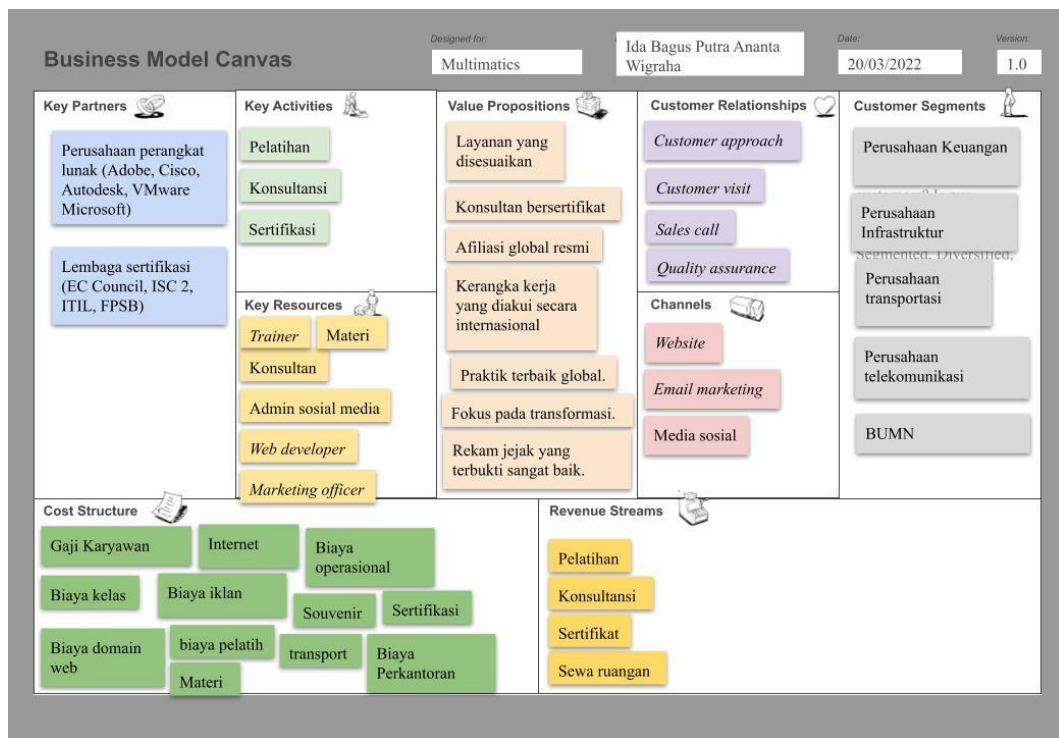 Designed for:
Date:
Version:
Business Model Canvas
Multimatics
Ida Bagus Putra Ananta
Wigraha
20/03/2022
1.0
Key Partners
Perusahaan perangkat
lunak (Adobe, Cisco,
Autodesk, VMware
Microsoft)
Lembaga sertifikasi
(EC Council, ISC 2,
ITIL, FPSB)
Key Activities
Pelatihan
Konsultansi
Sertifikasi
Key Resources
Trainer
Materi
Konsultan
Admin sosial media
Web developer
Marketing officer
Value Propositions
Layanan yang
disesuaikan
Konsultan bersertifikat
Afiliasi global resmi
Kerangka kerja
yang diakui secara
internasional
Praktik terbaik global.
Fokus pada transformasi.
Rekam jejak yang
terbukti sangat baik.
Customer Relationships
Customer approach
Customer visit
Sales call
Quality assurance
Channels
Website
Email marketing
Media sosial
Customer Segments
Perusahaan Keuangan
Perusahaan
Infrastruktur
Segmented, Diversified,
Perusahaan
transportasi
Perusahaan
telekomunikasi
BUMN
Cost Structure
Gaji Karyawan
Internet
Biaya
operasional
Biaya kelas
Biaya iklan
Souvenir
Sertifikasi
Biaya domain
web
biaya pelatih
transport
Biaya
Perkantoran
Materi
Revenue Streams
Pelatihan
Konsultansi
Sertifikat
Sewa ruangan